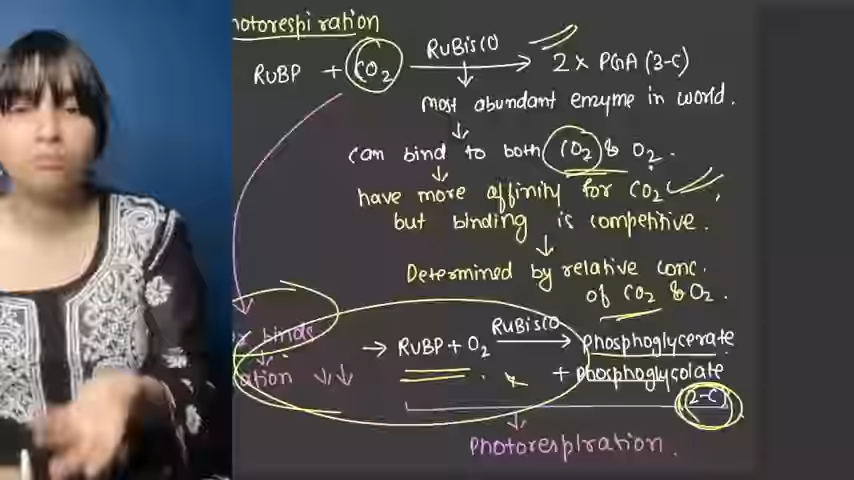 hotorespiration
RuBP + CO2 RuBisCO 2 x PGA (3-C)
most abundant enzyme in world.
can bind to both CO2 & O2.
have more affinity for CO2,
but binding is competitive.
Determined by relative conc.
of CO2 & O2.
binds
ation
RuBP + O2 RuBisCO phosphoglycerate
+ phosphoglycolate
(2-C)
Photorespiration.